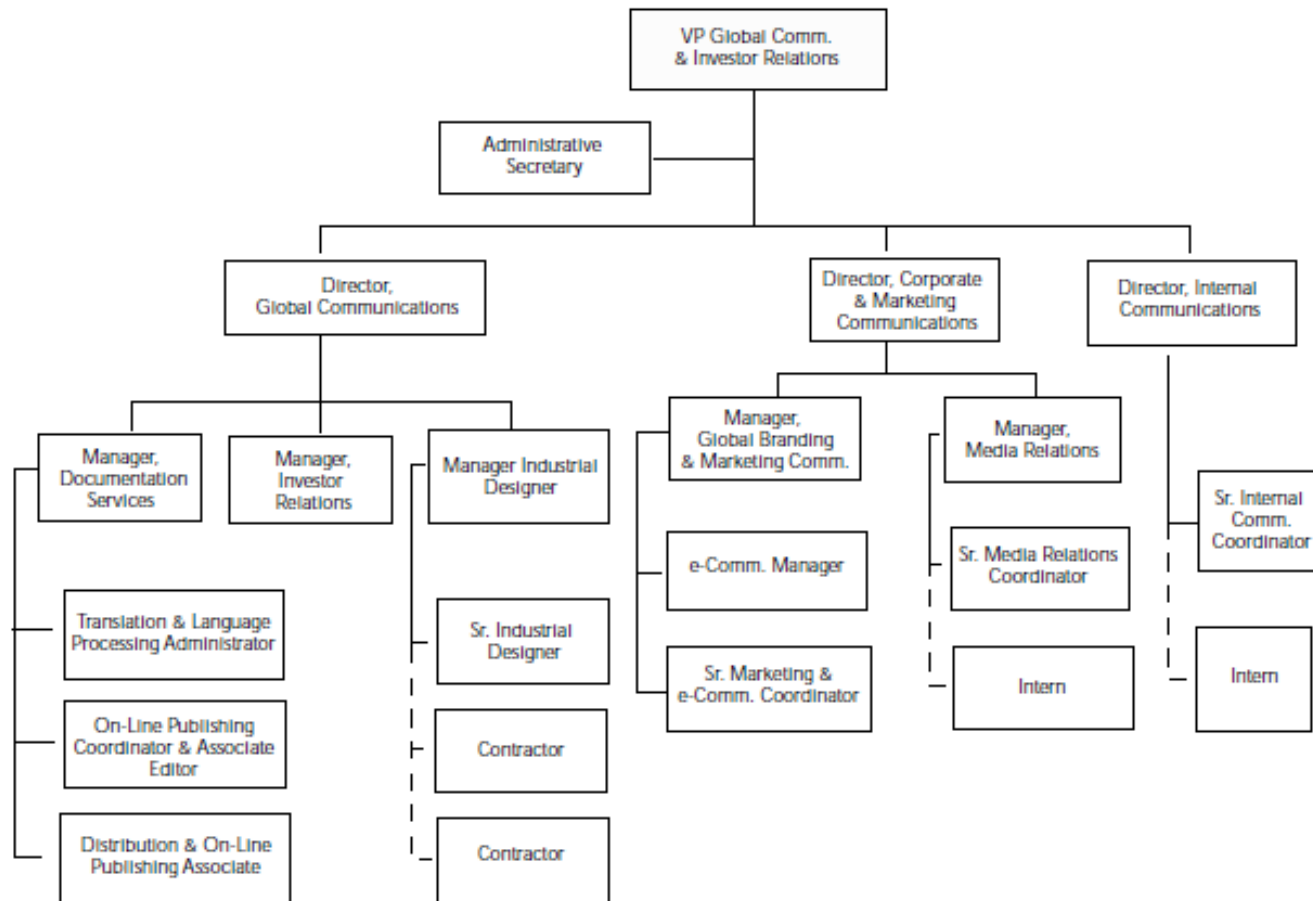 VP Global Comm.
& Investor Relations
Administrative
Secretary
Director,
Global Communications
Director, Corporate
& Marketing
Communications
Director, Internal
Communications
Manager,
Documentation
Services
Manager,
Investor
Relations
Manager Industrial
Designer
Manager,
Global Branding
& Marketing Comm.
Manager,
Media Relations
Sr. Internal
Comm.
Coordinator
e-Comm. Manager
Sr. Media Relations
Coordinator
Translation & Language
Processing Administrator
Sr. Industrial
Designer
Sr. Marketing &
e-Comm. Coordinator
Intern
Intern
On-Line Publishing
Coordinator & Associate
Editor
Contractor
Distribution & On-Line
Publishing Associate
Contractor